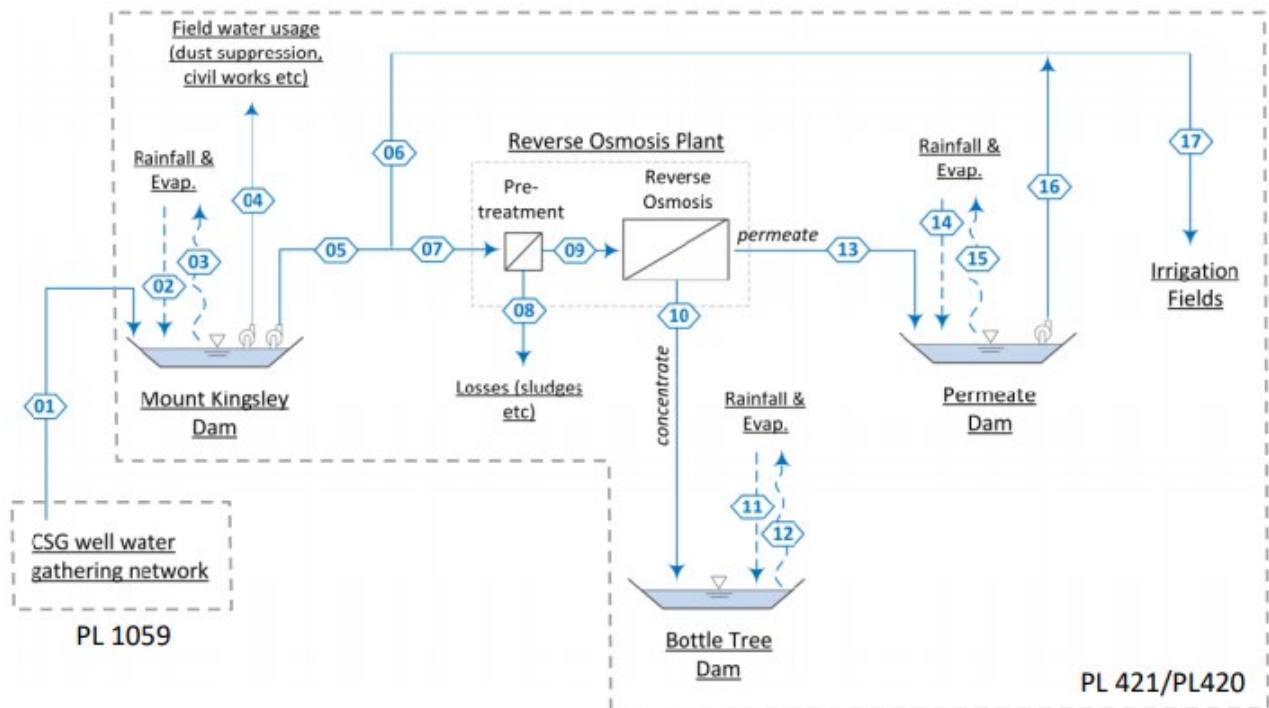 Field water usage
(dust suppression,
civil works etc)
Rainfall &
Evap.
04
03
02
01
Mount Kingsley
Dam
CSG well water
gathering network
PL 1059
05
06
07
Reverse Osmosis Plant
Pre-
treatment
09
Reverse
Osmosis
08
Losses (sludges
etc)
10
concentrate
permeate
13
Rainfall &
Evap.
11
12
Bottle Tree
Dam
Rainfall &
Evap.
14
15
16
Permeate
Dam
17
Irrigation
Fields
PL 421/PL420